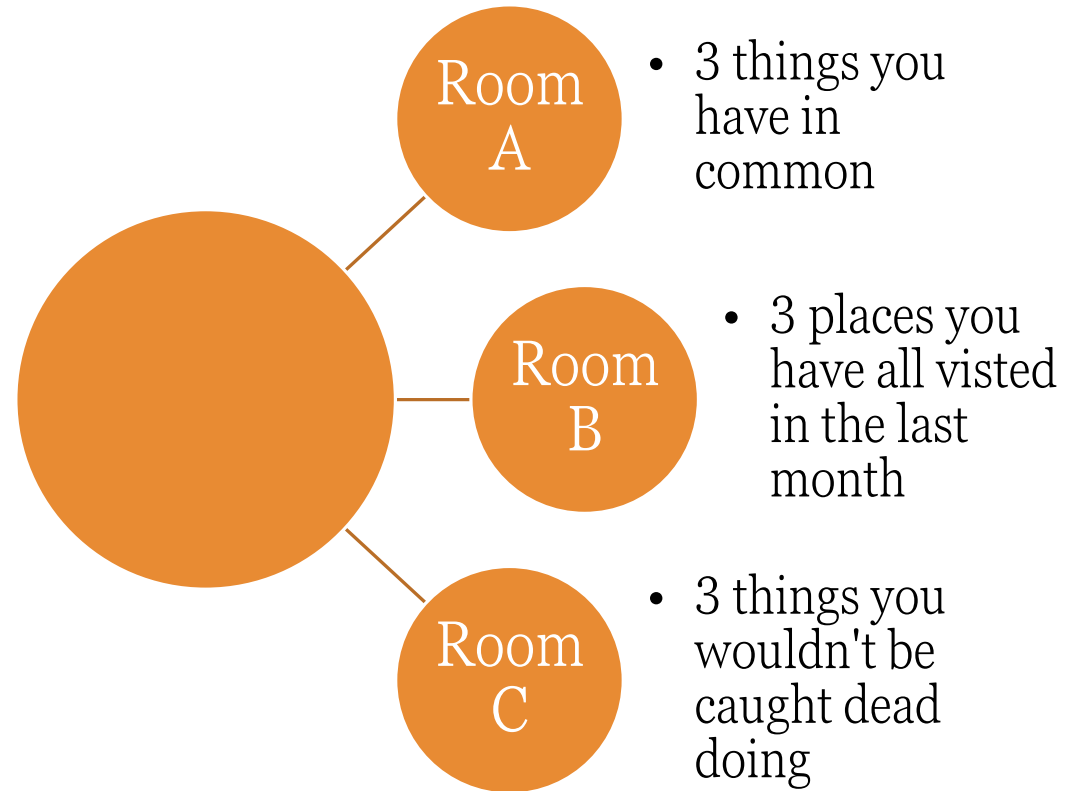 Room
A
• 3 things you
have in
common
Room
B
• 3 places you
have all visted
in the last
month
Room
C
• 3 things you
wouldn't be
caught dead
doing